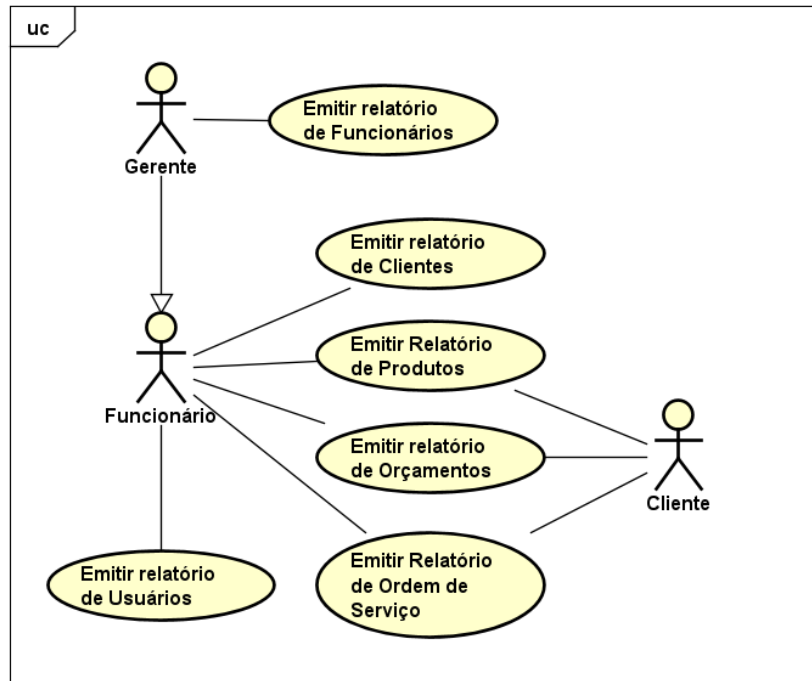 uc
Emitir relatório
de Funcionários
Gerente
Emitir relatório
de Clientes
Emitir Relatório
de Produtos
Funcionário
Emitir relatório
de Orçamentos
Cliente
Emitir relatório
de Usuários
Emitir Relatório
de Ordem de
Serviço